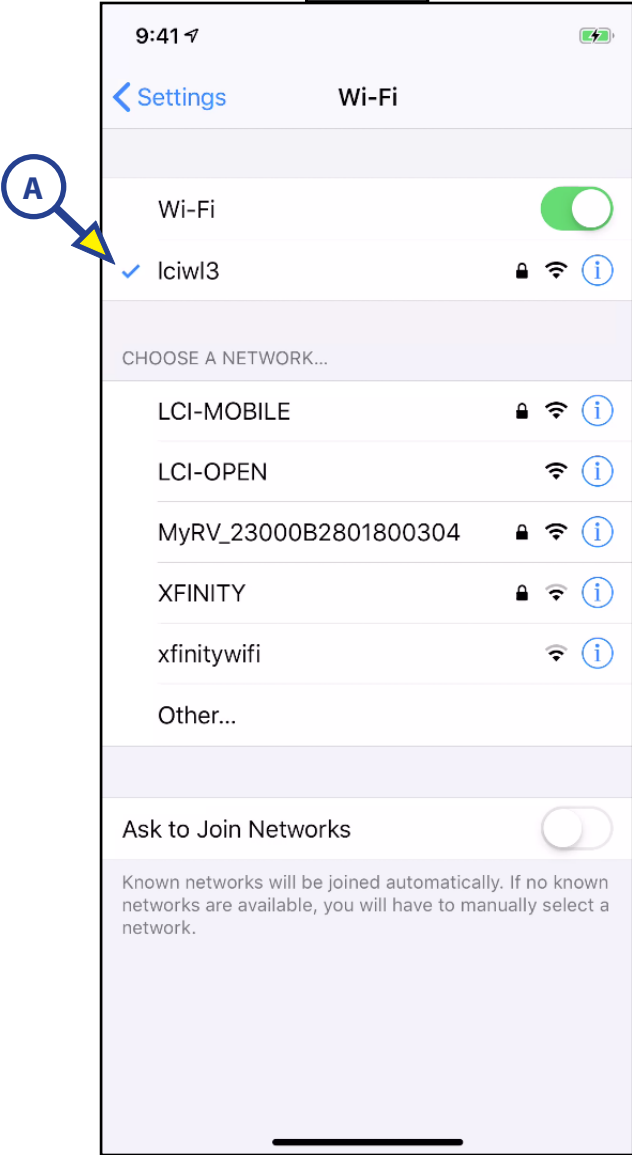 9:41
Settings
Wi-Fi
A
Wi-Fi
lciwl3
CHOOSE A NETWORK...
LCI-MOBILE
LCI-OPEN
MyRV_23000B2801800304
XFINITY
xfinitywifi
Other...
Ask to Join Networks
Known networks will be joined automatically. If no known
networks are available, you will have to manually select a
network.